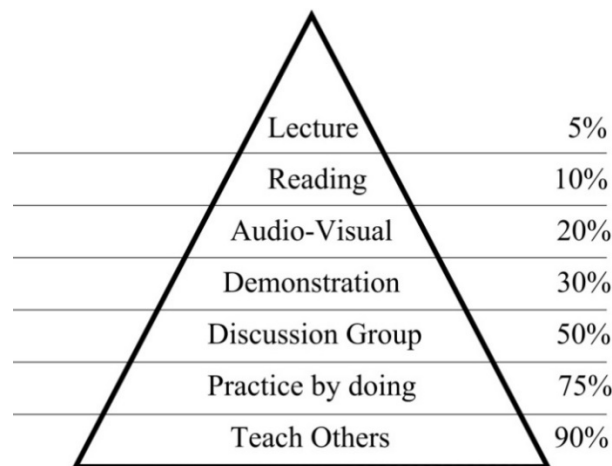 Lecture 5%
Reading 10%
Audio-Visual 20%
Demonstration 30%
Discussion Group 50%
Practice by doing 75%
Teach Others 90%